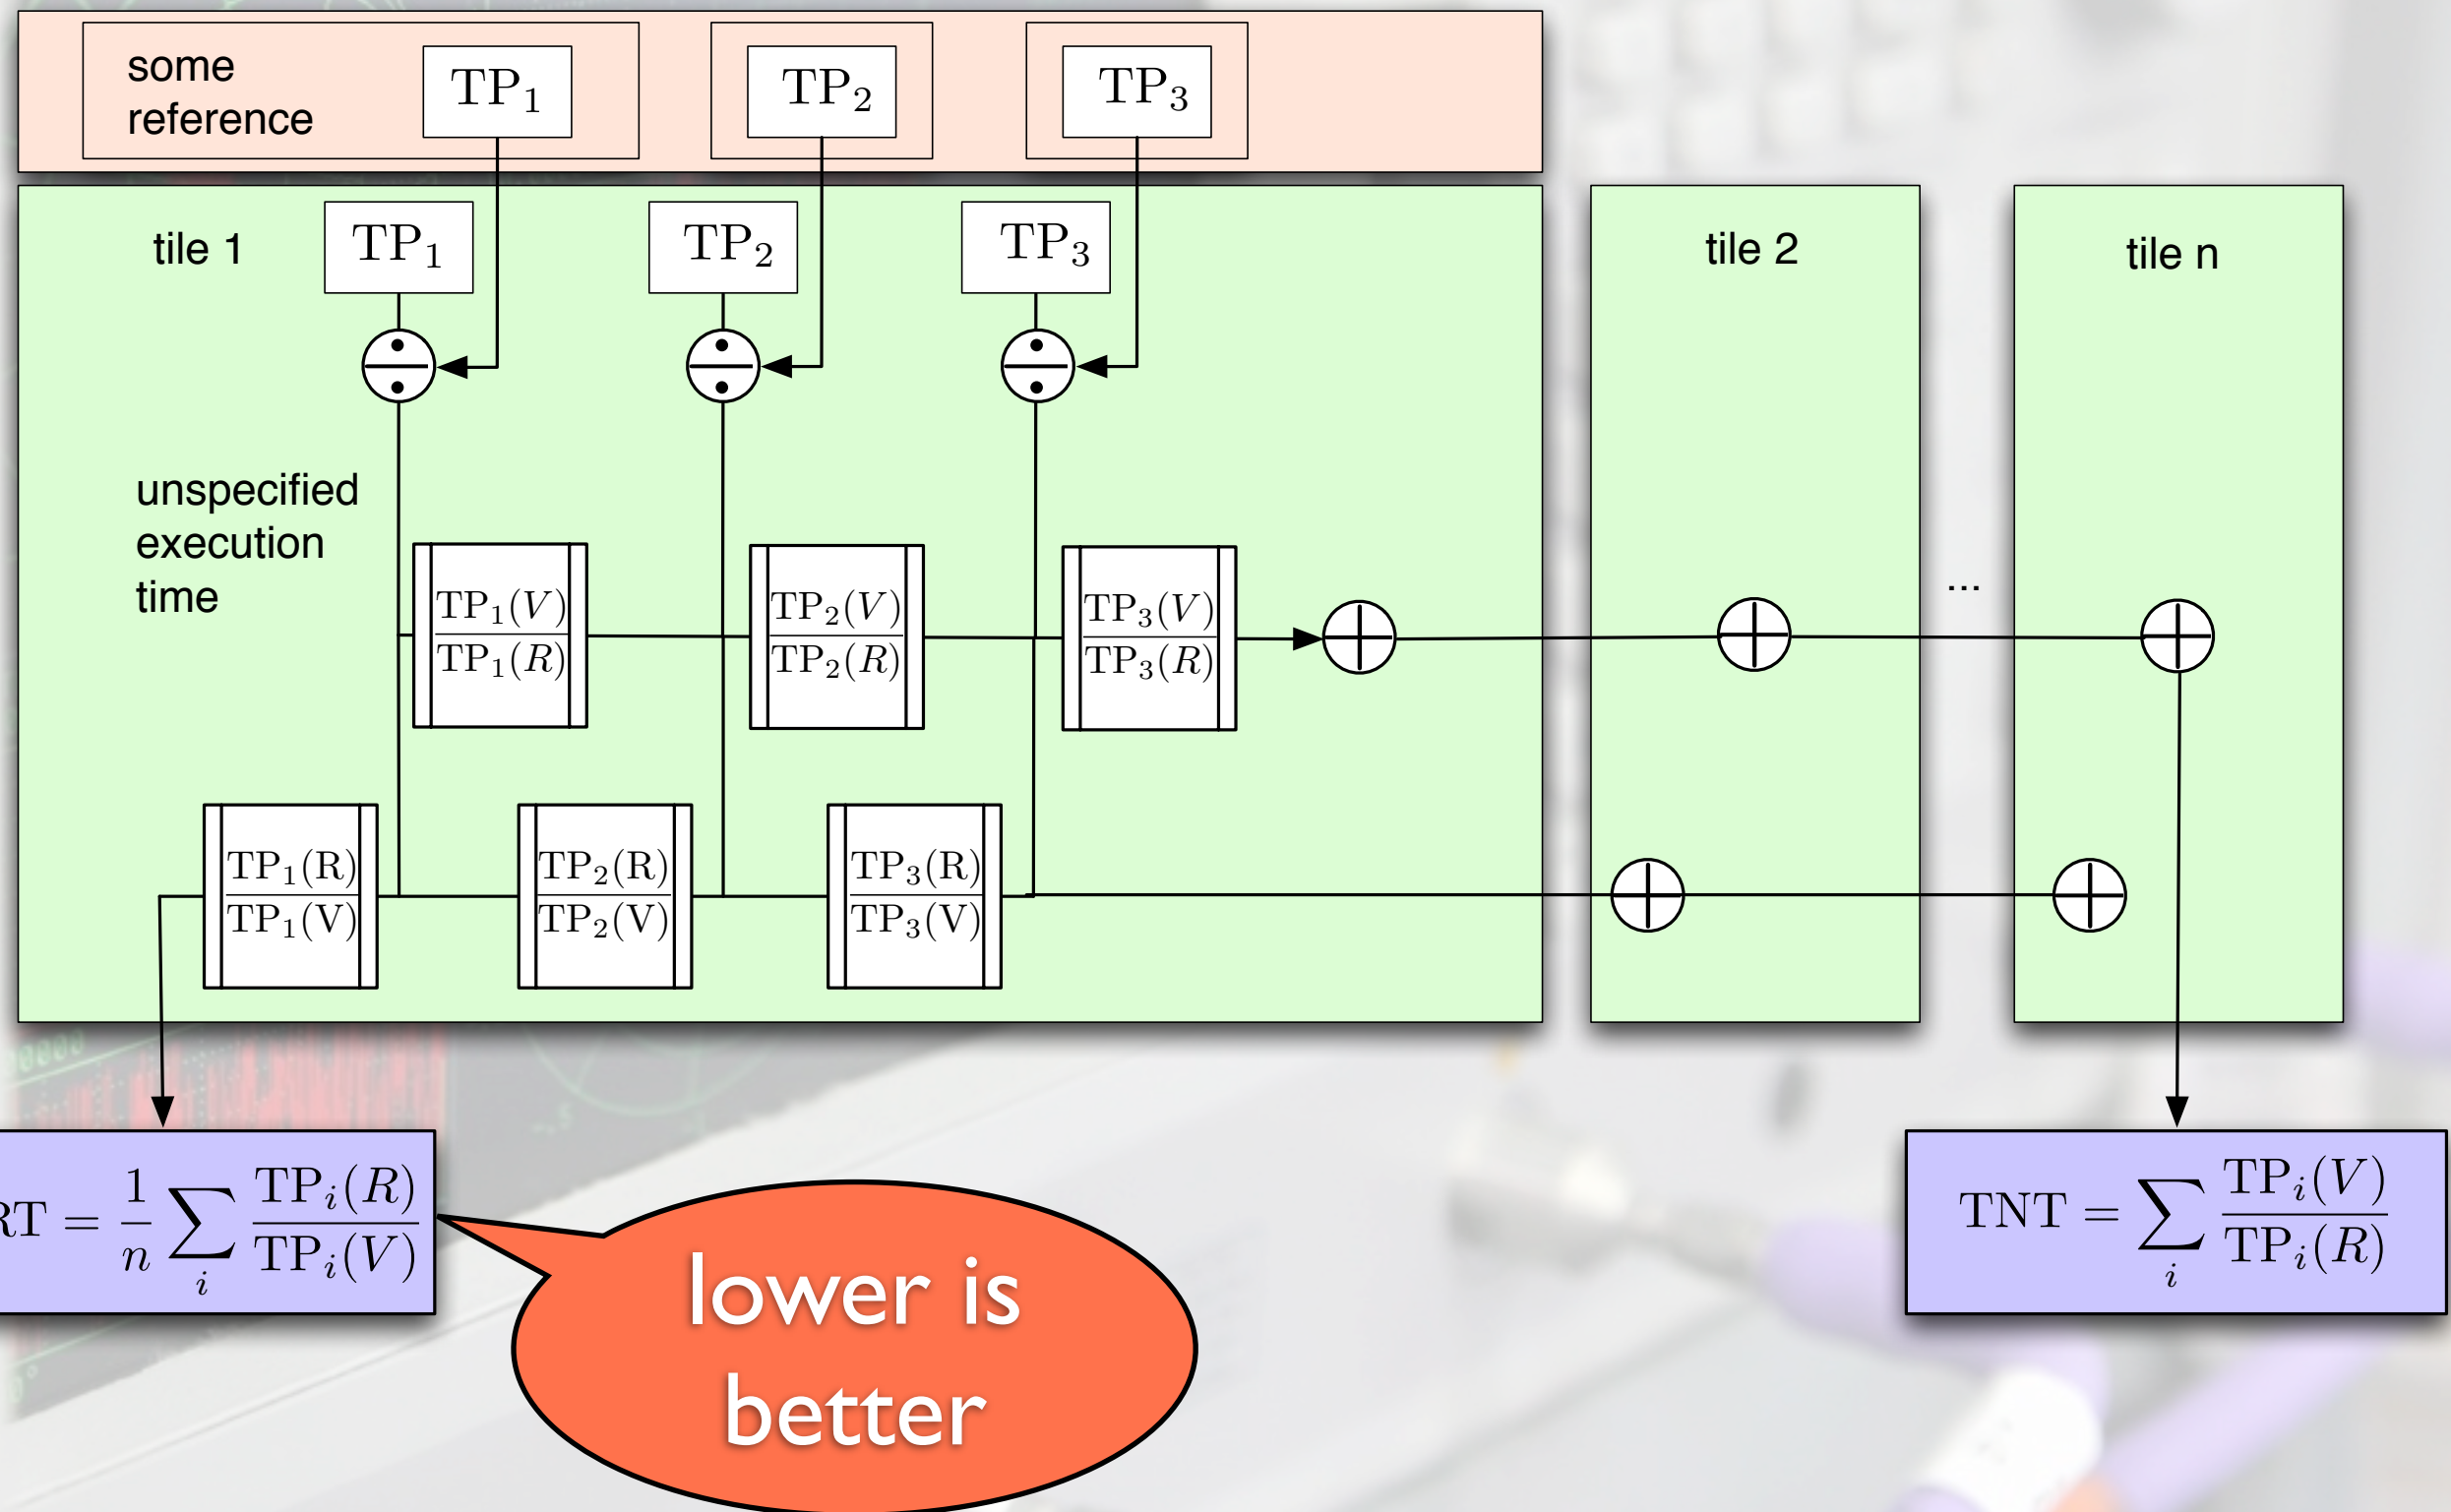 some
reference
TP₁
TP₂
TP₃
tile 1
TP₁
TP₂
TP₃
tile 2
tile n
unspecified
execution
time
TP₁(V)
TP₁(R)
TP₂(V)
TP₂(R)
TP₃(V)
TP₃(R)
...
TP₁(R)
TP₁(V)
TP₂(R)
TP₂(V)
TP₃(R)
TP₃(V)
RT = 1/n ∑ᵢ TPᵢ(R)/TPᵢ(V)
TNT = ∑ᵢ TPᵢ(V)/TPᵢ(R)
lower is
better